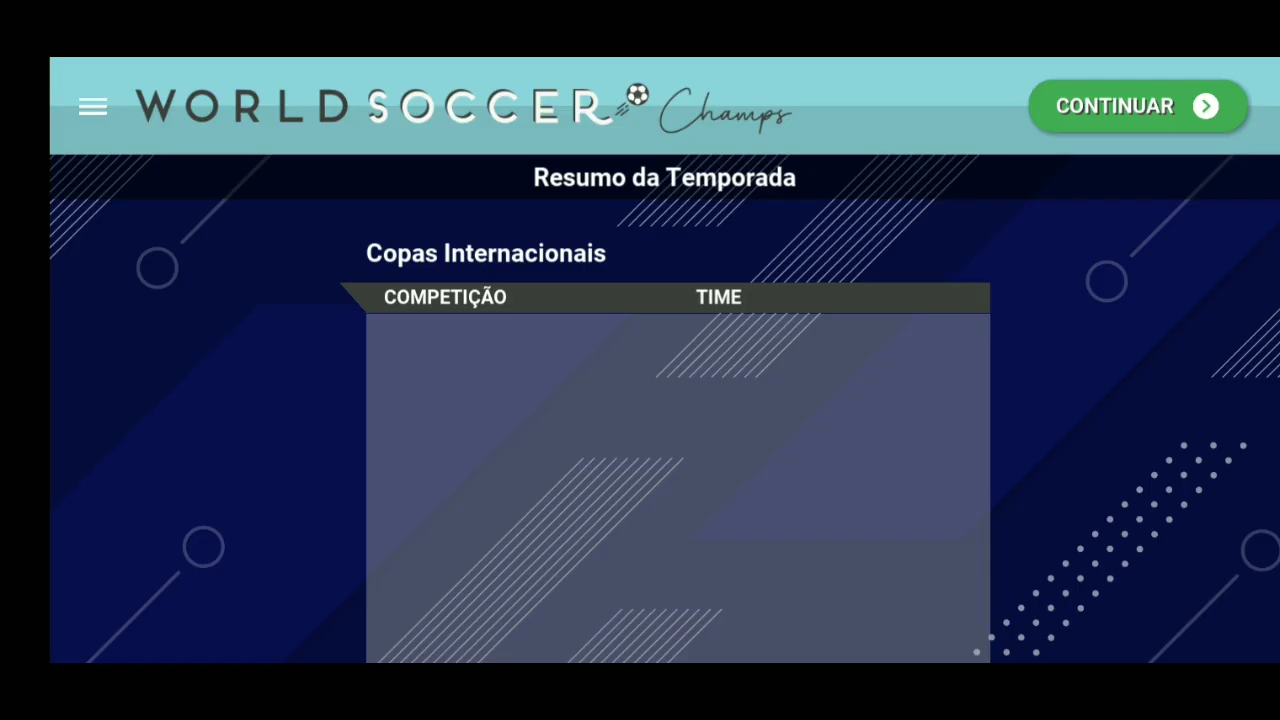 WORLD SOCCER Champs
CONTINUAR
Resumo da Temporada
Copas Internacionais
COMPETIÇÃO TIME